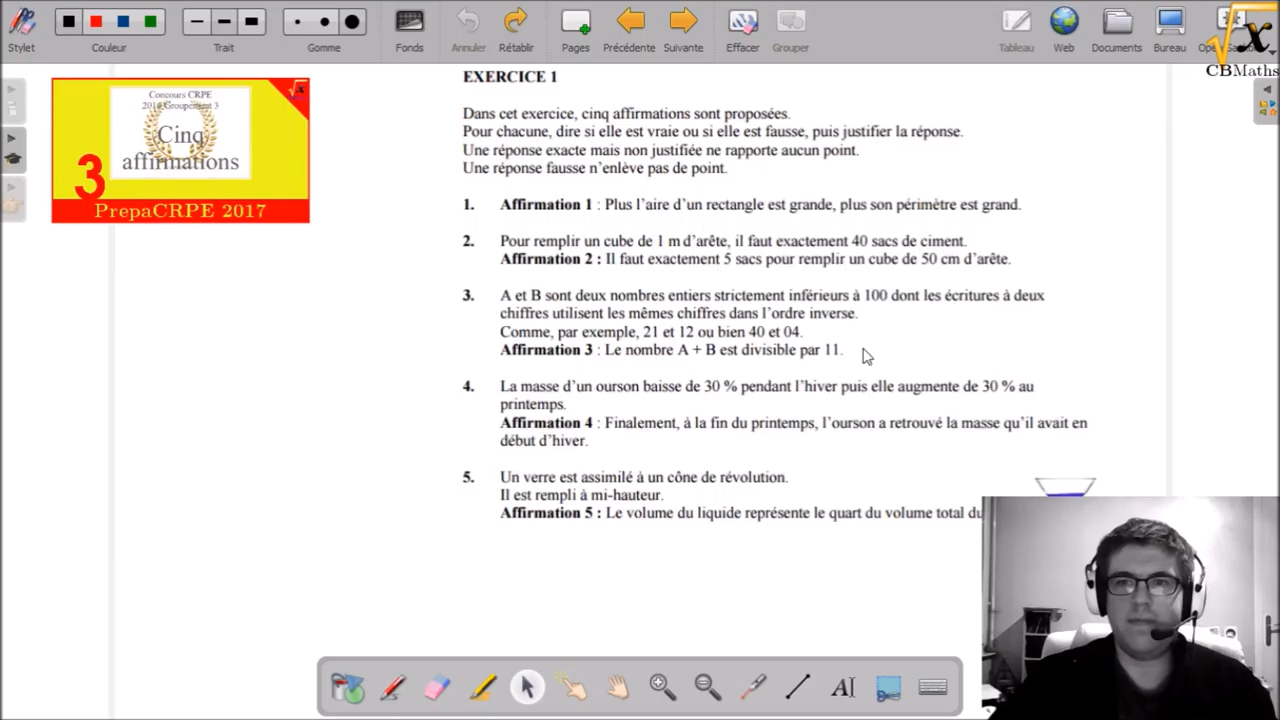 Stylet
Couleur
Trait
Gomme
Fonds
Annuler
Rétablir
Pages
Précédente
Suivante
Effacer
Grouper
Tableau
Web
Documents
Bureau
CBMaths
Concours CRPE
Groupement 3
Cinq
affirmations
3
PrepaCRPE 2017
EXERCICE 1
Dans cet exercice, cinq affirmations sont proposées.
Pour chacune, dire si elle est vraie ou si elle est fausse, puis justifier la réponse.
Une réponse exacte mais non justifiée ne rapporte aucun point.
Une réponse fausse n’enlève pas de point.
1. Affirmation 1 : Plus l’aire d’un rectangle est grande, plus son périmètre est grand.
2. Pour remplir un cube de 1 m d’arête, il faut exactement 40 sacs de ciment.
Affirmation 2 : Il faut exactement 5 sacs pour remplir un cube de 50 cm d’arête.
3. A et B sont deux nombres entiers strictement inférieurs à 100 dont les écritures à deux
chiffres utilisent les mêmes chiffres dans l’ordre inverse.
Comme, par exemple, 21 et 12 ou bien 40 et 04.
Affirmation 3 : Le nombre A + B est divisible par 11.
4. La masse d’un ourson baisse de 30 % pendant l’hiver puis elle augmente de 30 % au
printemps.
Affirmation 4 : Finalement, à la fin du printemps, l’ourson a retrouvé la masse qu’il avait en
début d’hiver.
5. Un verre est assimilé à un cône de révolution.
Il est rempli à mi-hauteur.
Affirmation 5 : Le volume du liquide représente le quart du volume total du